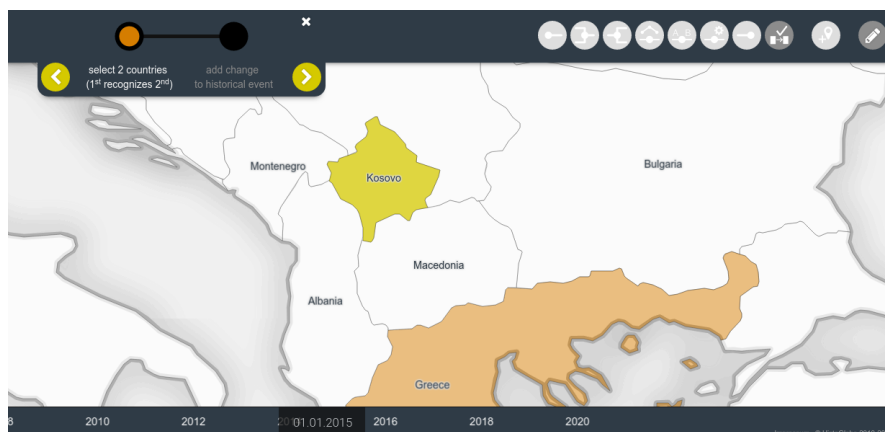 select 2 countries
(1st recognizes 2nd)
add change
to historical event
Montenegro
Kosovo
Bulgaria
Macedonia
Albania
Greece
2010
2012
01.01.2015
2016
2018
2020